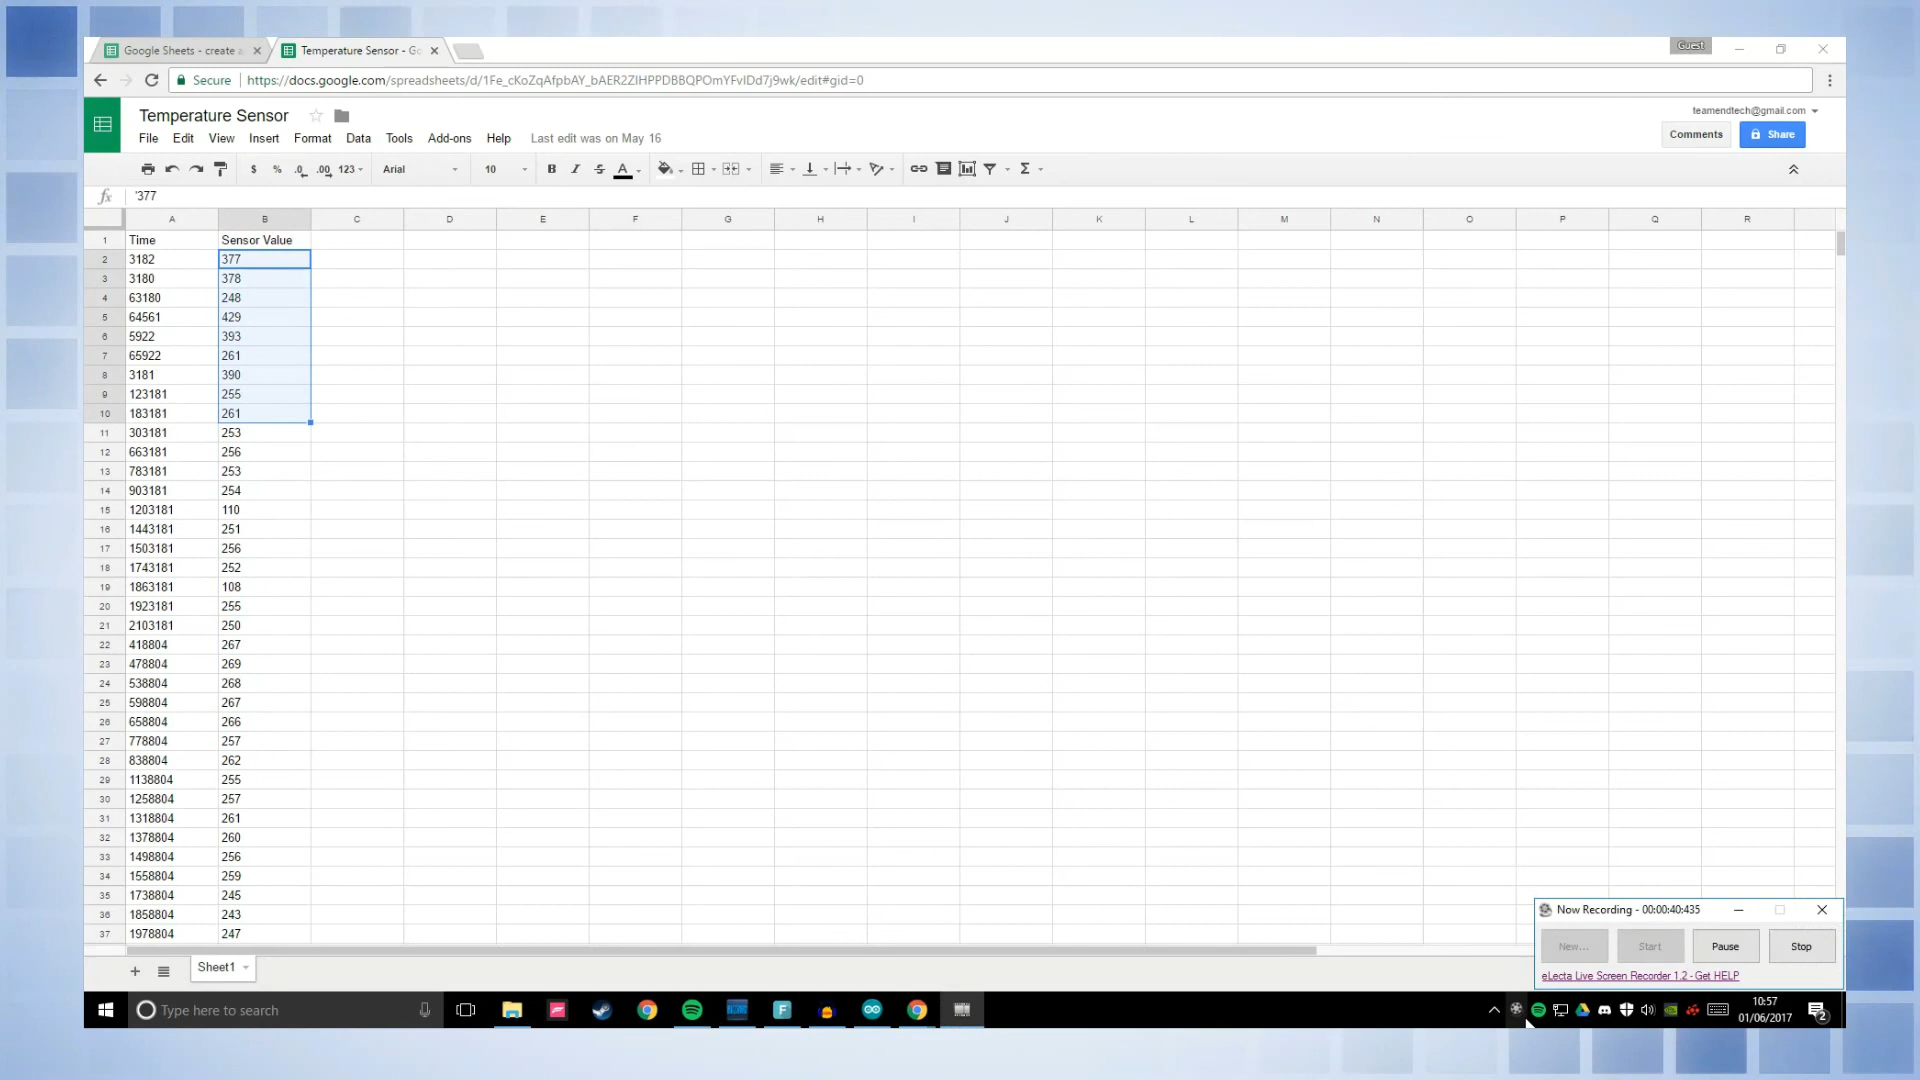 Google Sheets - create a
Temperature Sensor - Go
Guest
Secure
https://docs.google.com/spreadsheets/d/1Fe_cKoZqAfpbAY_bAER2ZIHPPDBBQPOmYFvIDd7j9wk/edit#gid=0
Temperature Sensor
teamendtech@gmail.com
File Edit View Insert Format Data Tools Add-ons Help Last edit was on May 16
Comments
Share
$ % .0 .00 123 Arial 10 B I S A Σ
fx '377
A B C D E F G H I J K L M N O P Q R
1 Time Sensor Value
2 3182 377
3 3180 378
4 63180 248
5 64561 429
6 5922 393
7 65922 261
8 3181 390
9 123181 255
10 183181 261
11 303181 253
12 663181 256
13 783181 253
14 903181 254
15 1203181 110
16 1443181 251
17 1503181 256
18 1743181 252
19 1863181 108
20 1923181 255
21 2103181 250
22 418804 267
23 478804 269
24 538804 268
25 598804 267
26 658804 266
27 778804 257
28 838804 262
29 1138804 255
30 1258804 257
31 1318804 261
32 1378804 260
33 1498804 256
34 1558804 259
35 1738804 245
36 1858804 243
37 1978804 247
Now Recording - 00:00:40:435
New... Start Pause Stop
eLecta Live Screen Recorder 1.2 - Get HELP
Sheet1
Type here to search
F
10:57
01/06/2017
2